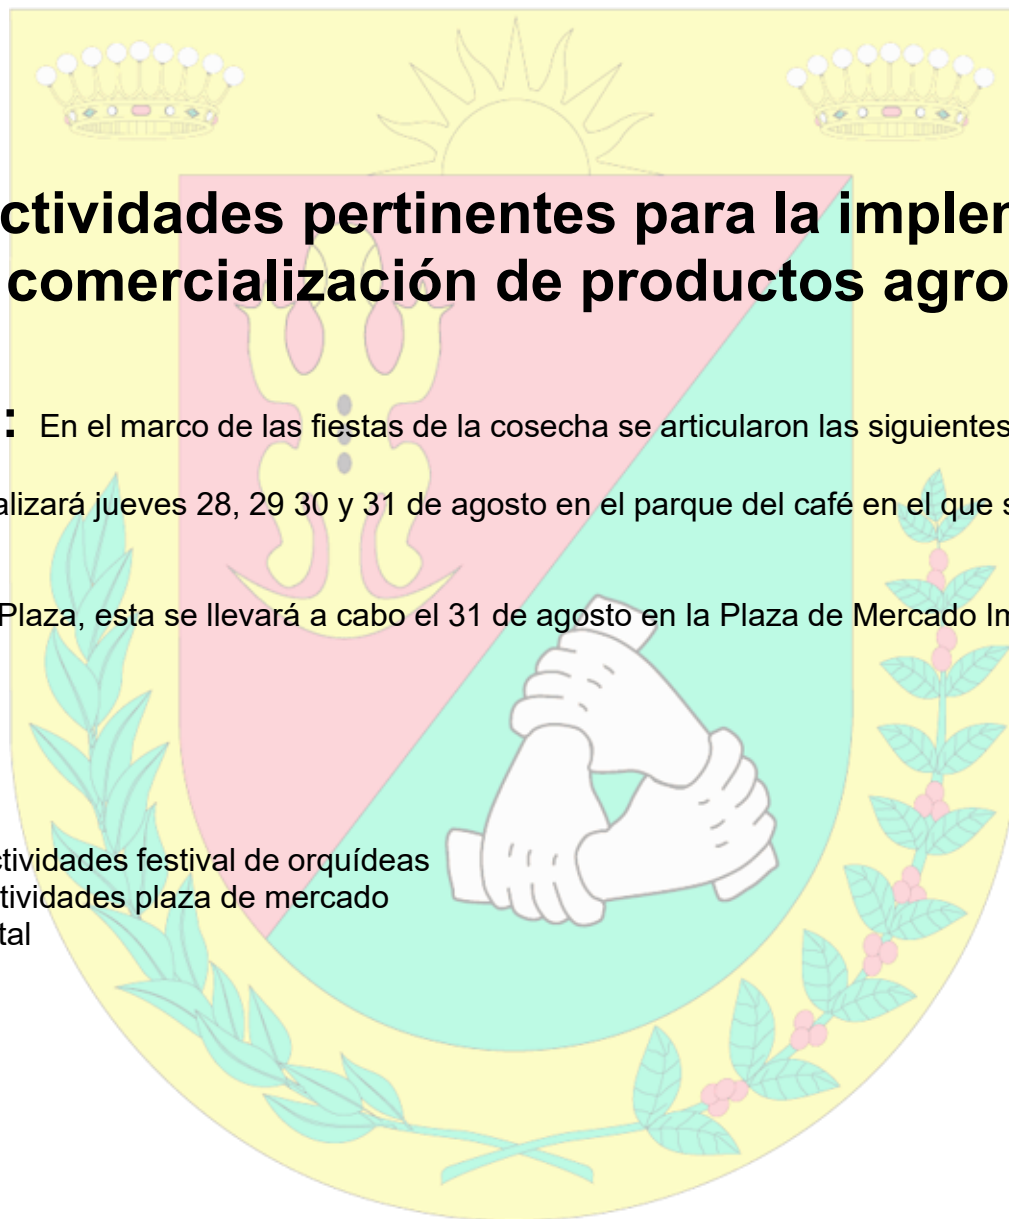 ctividades pertinentes para la implen
comercialización de productos agro
: En el marco de las fiestas de la cosecha se articularon las siguientes
alizará jueves 28, 29 30 y 31 de agosto en el parque del café en el que s
Plaza, esta se llevará a cabo el 31 de agosto en la Plaza de Mercado Im
ctividades festival de orquídeas
tividades plaza de mercado
tal